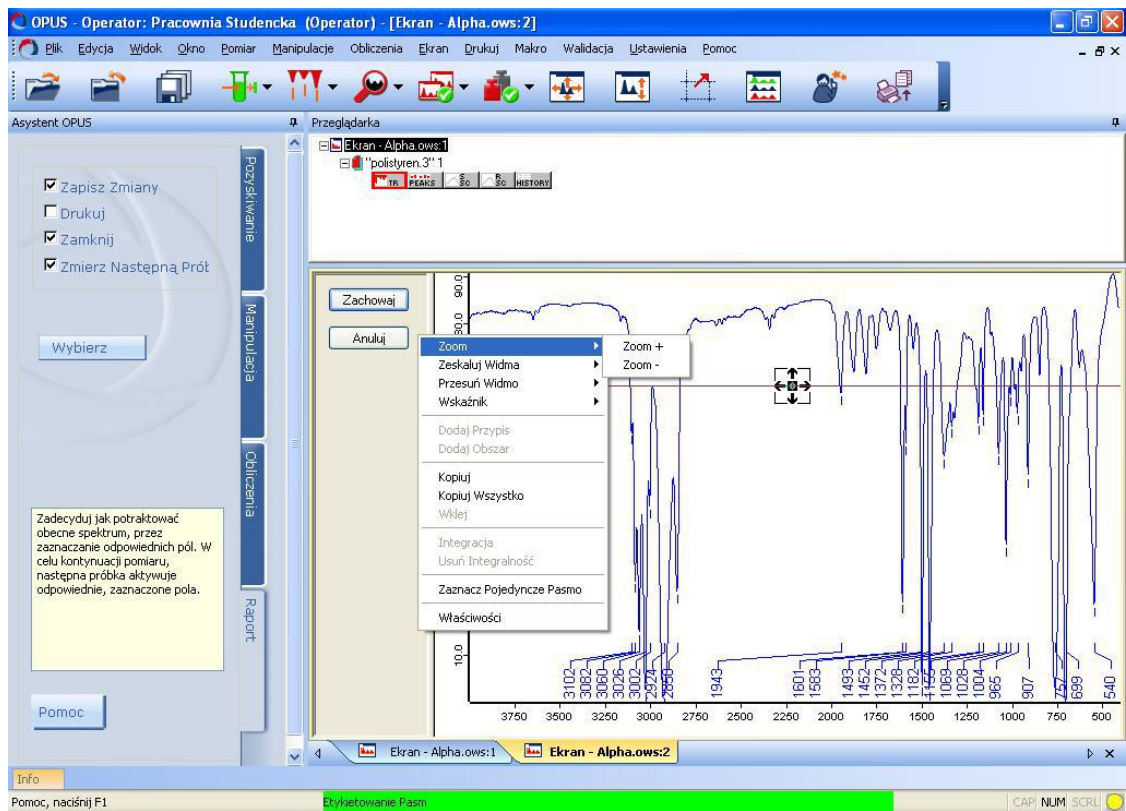 OPUS - Operator: Pracownia Studencka (Operator) - [Ekran - Alpha.ows:2]
Plik Edycja Widok Okno Pomiar Manipulacje Obliczenia Ekran Drukuj Makro Walidacja Ustawienia Pomoc
Asystent OPUS
Przeglądarka
Ekran - Alpha.ows:1
"polistyren.3" 1
TR PEAKS S SC R SC HISTORY
Zapisz Zmiany
Drukuj
Zamknij
Zmierz Następną Prót
Wybierz
Pozyskiwanie
Manipulacja
Obliczenia
Raport
Zadecyduj jak potraktować
obecne spektrum, przez
zaznaczanie odpowiednich pól. W
celu kontynuacji pomiaru,
następna próbka aktywuje
odpowiednie, zaznaczone pola.
Pomoc
Zachowaj
Anuluj
Zoom
Zeskaluj Widma
Przesuń Widmo
Wskaźnik
Dodaj Przypis
Dodaj Obszar
Kopiuj
Kopiuj Wszystko
Wklej
Integracja
Usuń Integralność
Zaznacz Pojedyncze Pasmo
Właściwości
Zoom +
Zoom -
90.0
10.0
3102 3082 3060 3026 3002 2924 2850 1943 1601 1583 1493 1452 1372 1328 1182 1155 1069 1028 1004 965 907 757 699 540
3750 3500 3250 3000 2750 2500 2250 2000 1750 1500 1250 1000 750 500
Ekran - Alpha.ows:1 Ekran - Alpha.ows:2
Info
Pomoc, naciśnij F1
Etykietowanie Pasm
CAP NUM SCRL